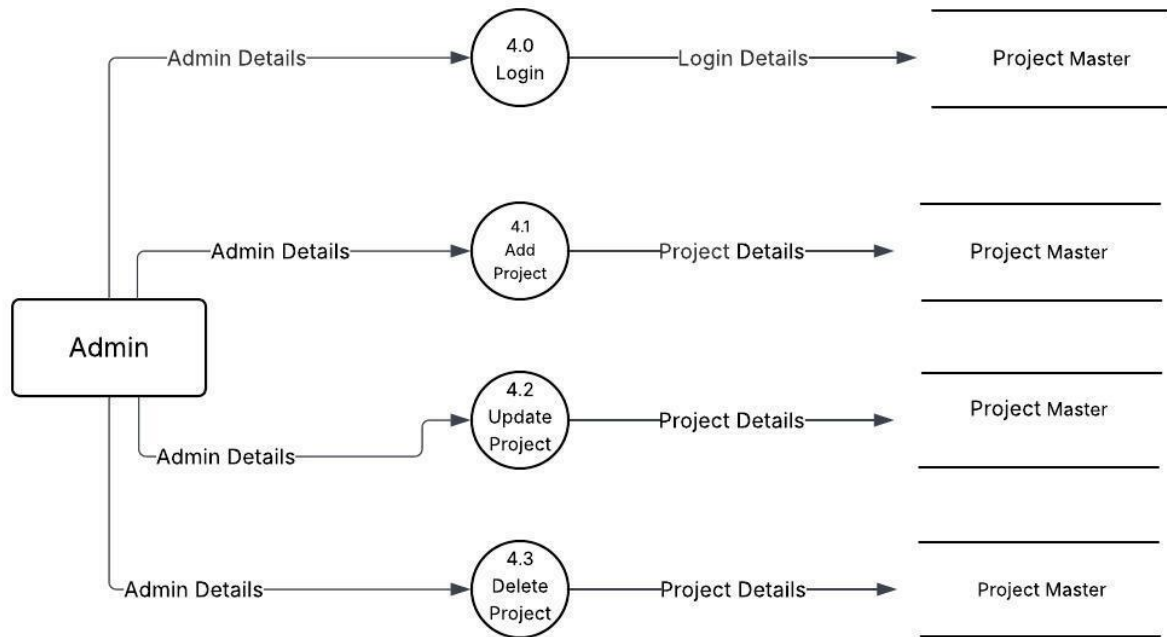 4.0
Admin Details
Login
Login Details
Project Master
4.1
Admin Details
Add
Project
Project Details
Project Master
Admin
4.2
Update
Project
Admin Details
Project Details
Project Master
4.3
Admin Details
Delete
Project
Project Details
Project Master